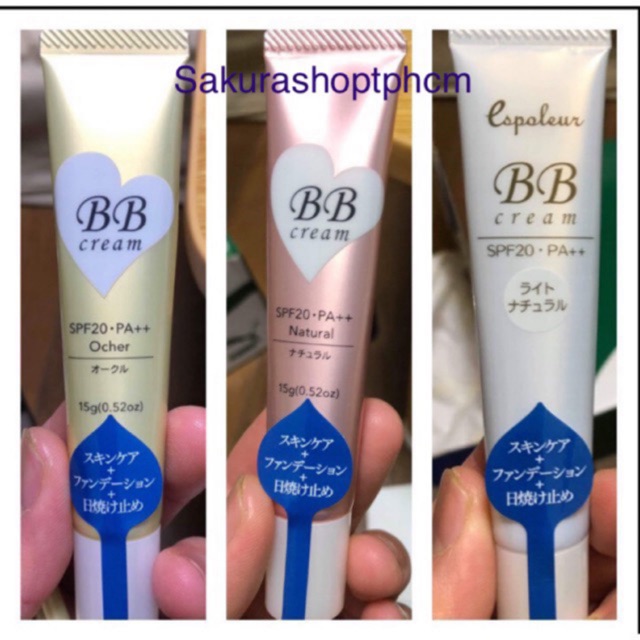 Sakurashoptphcm
BB
cream
SPF20・PA++
Ocher
オークル
15g(0.52oz)
スキンケア
+
ファンデーション
+
日焼け止め
BB
cream
SPF20・PA++
Natural
ナチュラル
15g(0.52oz)
スキンケア
+
ファンデーション
+
日焼け止め
espoleur
BB
cream
SPF20・PA++
ライト
ナチュラル
スキンケア
+
ファンデーション
+
日焼け止め